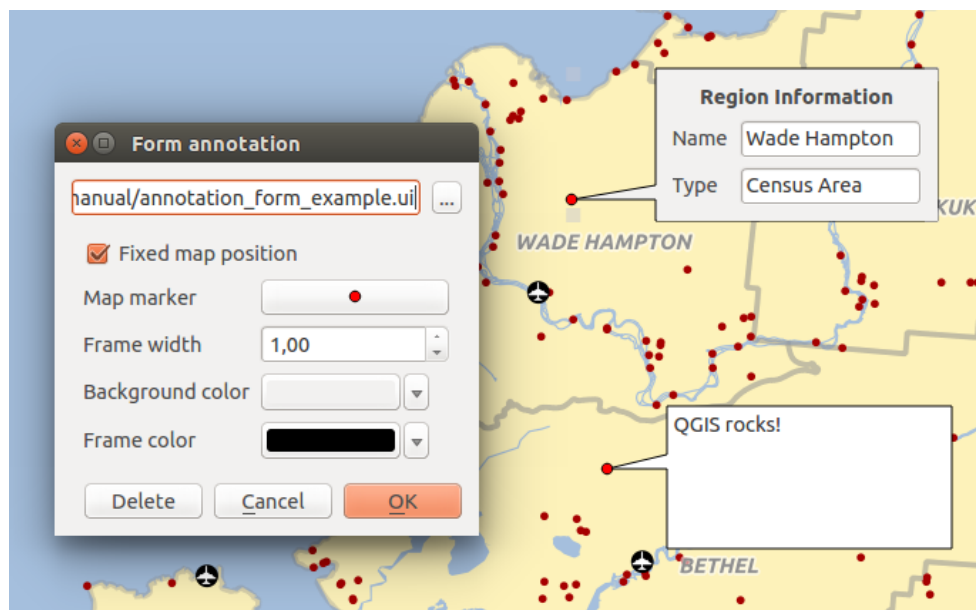 Form annotation
nanual/annotation_form_example.ui
...
Fixed map position
Map marker
Frame width
1,00
Background color
Frame color
Delete
Cancel
OK
Region Information
Name
Wade Hampton
Type
Census Area
KUK
WADE HAMPTON
QGIS rocks!
BETHEL